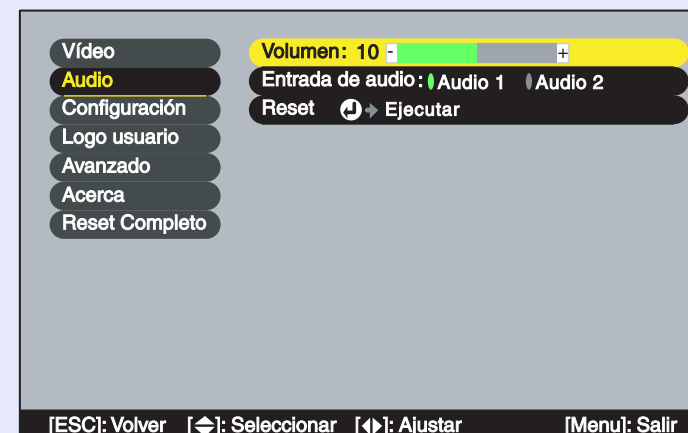 Vídeo
Audio
Configuración
Logo usuario
Avanzado
Acerca
Reset Completo
Volumen: 10 - +
Entrada de audio: Audio 1 Audio 2
Reset Ejecutar
[ESC]: Volver [ ]: Seleccionar [ ]: Ajustar [Menu]: Salir